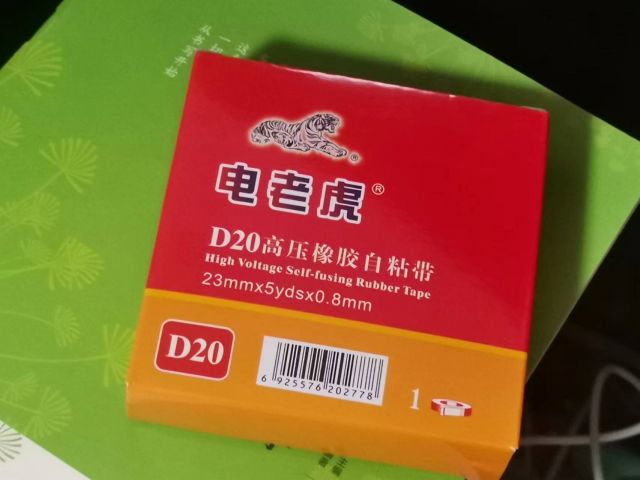 电老虎®
D20高压橡胶自粘带
High Voltage Self-fusing Rubber Tape
23mmx5ydsx0.8mm
D20
6 925576 202778
1